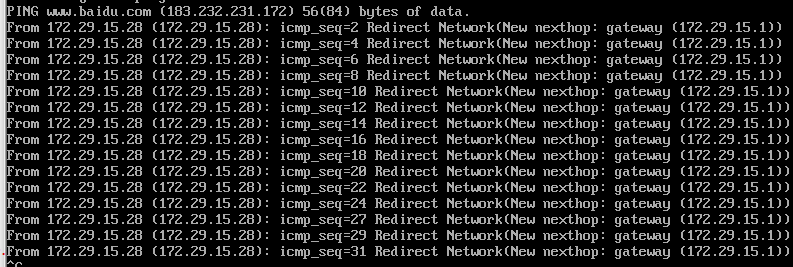 PING www.baidu.com (183.232.231.172) 56(84) bytes of data.
From 172.29.15.28 (172.29.15.28): icmp_seq=2 Redirect Network(New nexthop: gateway (172.29.15.1))
From 172.29.15.28 (172.29.15.28): icmp_seq=4 Redirect Network(New nexthop: gateway (172.29.15.1))
From 172.29.15.28 (172.29.15.28): icmp_seq=6 Redirect Network(New nexthop: gateway (172.29.15.1))
From 172.29.15.28 (172.29.15.28): icmp_seq=8 Redirect Network(New nexthop: gateway (172.29.15.1))
From 172.29.15.28 (172.29.15.28): icmp_seq=10 Redirect Network(New nexthop: gateway (172.29.15.1))
From 172.29.15.28 (172.29.15.28): icmp_seq=12 Redirect Network(New nexthop: gateway (172.29.15.1))
From 172.29.15.28 (172.29.15.28): icmp_seq=14 Redirect Network(New nexthop: gateway (172.29.15.1))
From 172.29.15.28 (172.29.15.28): icmp_seq=16 Redirect Network(New nexthop: gateway (172.29.15.1))
From 172.29.15.28 (172.29.15.28): icmp_seq=18 Redirect Network(New nexthop: gateway (172.29.15.1))
From 172.29.15.28 (172.29.15.28): icmp_seq=20 Redirect Network(New nexthop: gateway (172.29.15.1))
From 172.29.15.28 (172.29.15.28): icmp_seq=22 Redirect Network(New nexthop: gateway (172.29.15.1))
From 172.29.15.28 (172.29.15.28): icmp_seq=24 Redirect Network(New nexthop: gateway (172.29.15.1))
From 172.29.15.28 (172.29.15.28): icmp_seq=27 Redirect Network(New nexthop: gateway (172.29.15.1))
From 172.29.15.28 (172.29.15.28): icmp_seq=29 Redirect Network(New nexthop: gateway (172.29.15.1))
From 172.29.15.28 (172.29.15.28): icmp_seq=31 Redirect Network(New nexthop: gateway (172.29.15.1))
^C